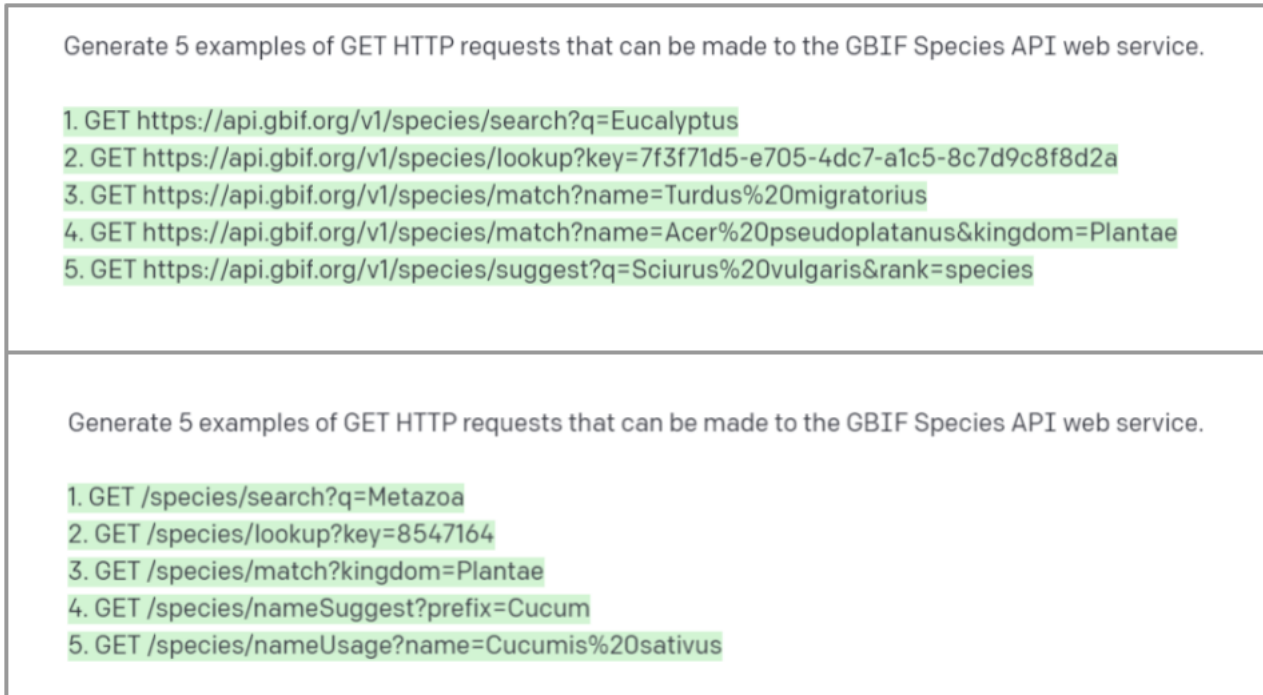 Generate 5 examples of GET HTTP requests that can be made to the GBIF Species API web service.
1. GET https://api.gbif.org/v1/species/search?q=Eucalyptus
2. GET https://api.gbif.org/v1/species/lookup?key=7f3f71d5-e705-4dc7-a1c5-8c7d9c8f8d2a
3. GET https://api.gbif.org/v1/species/match?name=Turdus%20migratorius
4. GET https://api.gbif.org/v1/species/match?name=Acer%20pseudoplatanus&kingdom=Plantae
5. GET https://api.gbif.org/v1/species/suggest?q=Sciurus%20vulgaris&rank=species
Generate 5 examples of GET HTTP requests that can be made to the GBIF Species API web service.
1. GET /species/search?q=Metazoa
2. GET /species/lookup?key=8547164
3. GET /species/match?kingdom=Plantae
4. GET /species/nameSuggest?prefix=Cucum
5. GET /species/nameUsage?name=Cucumis%20sativus